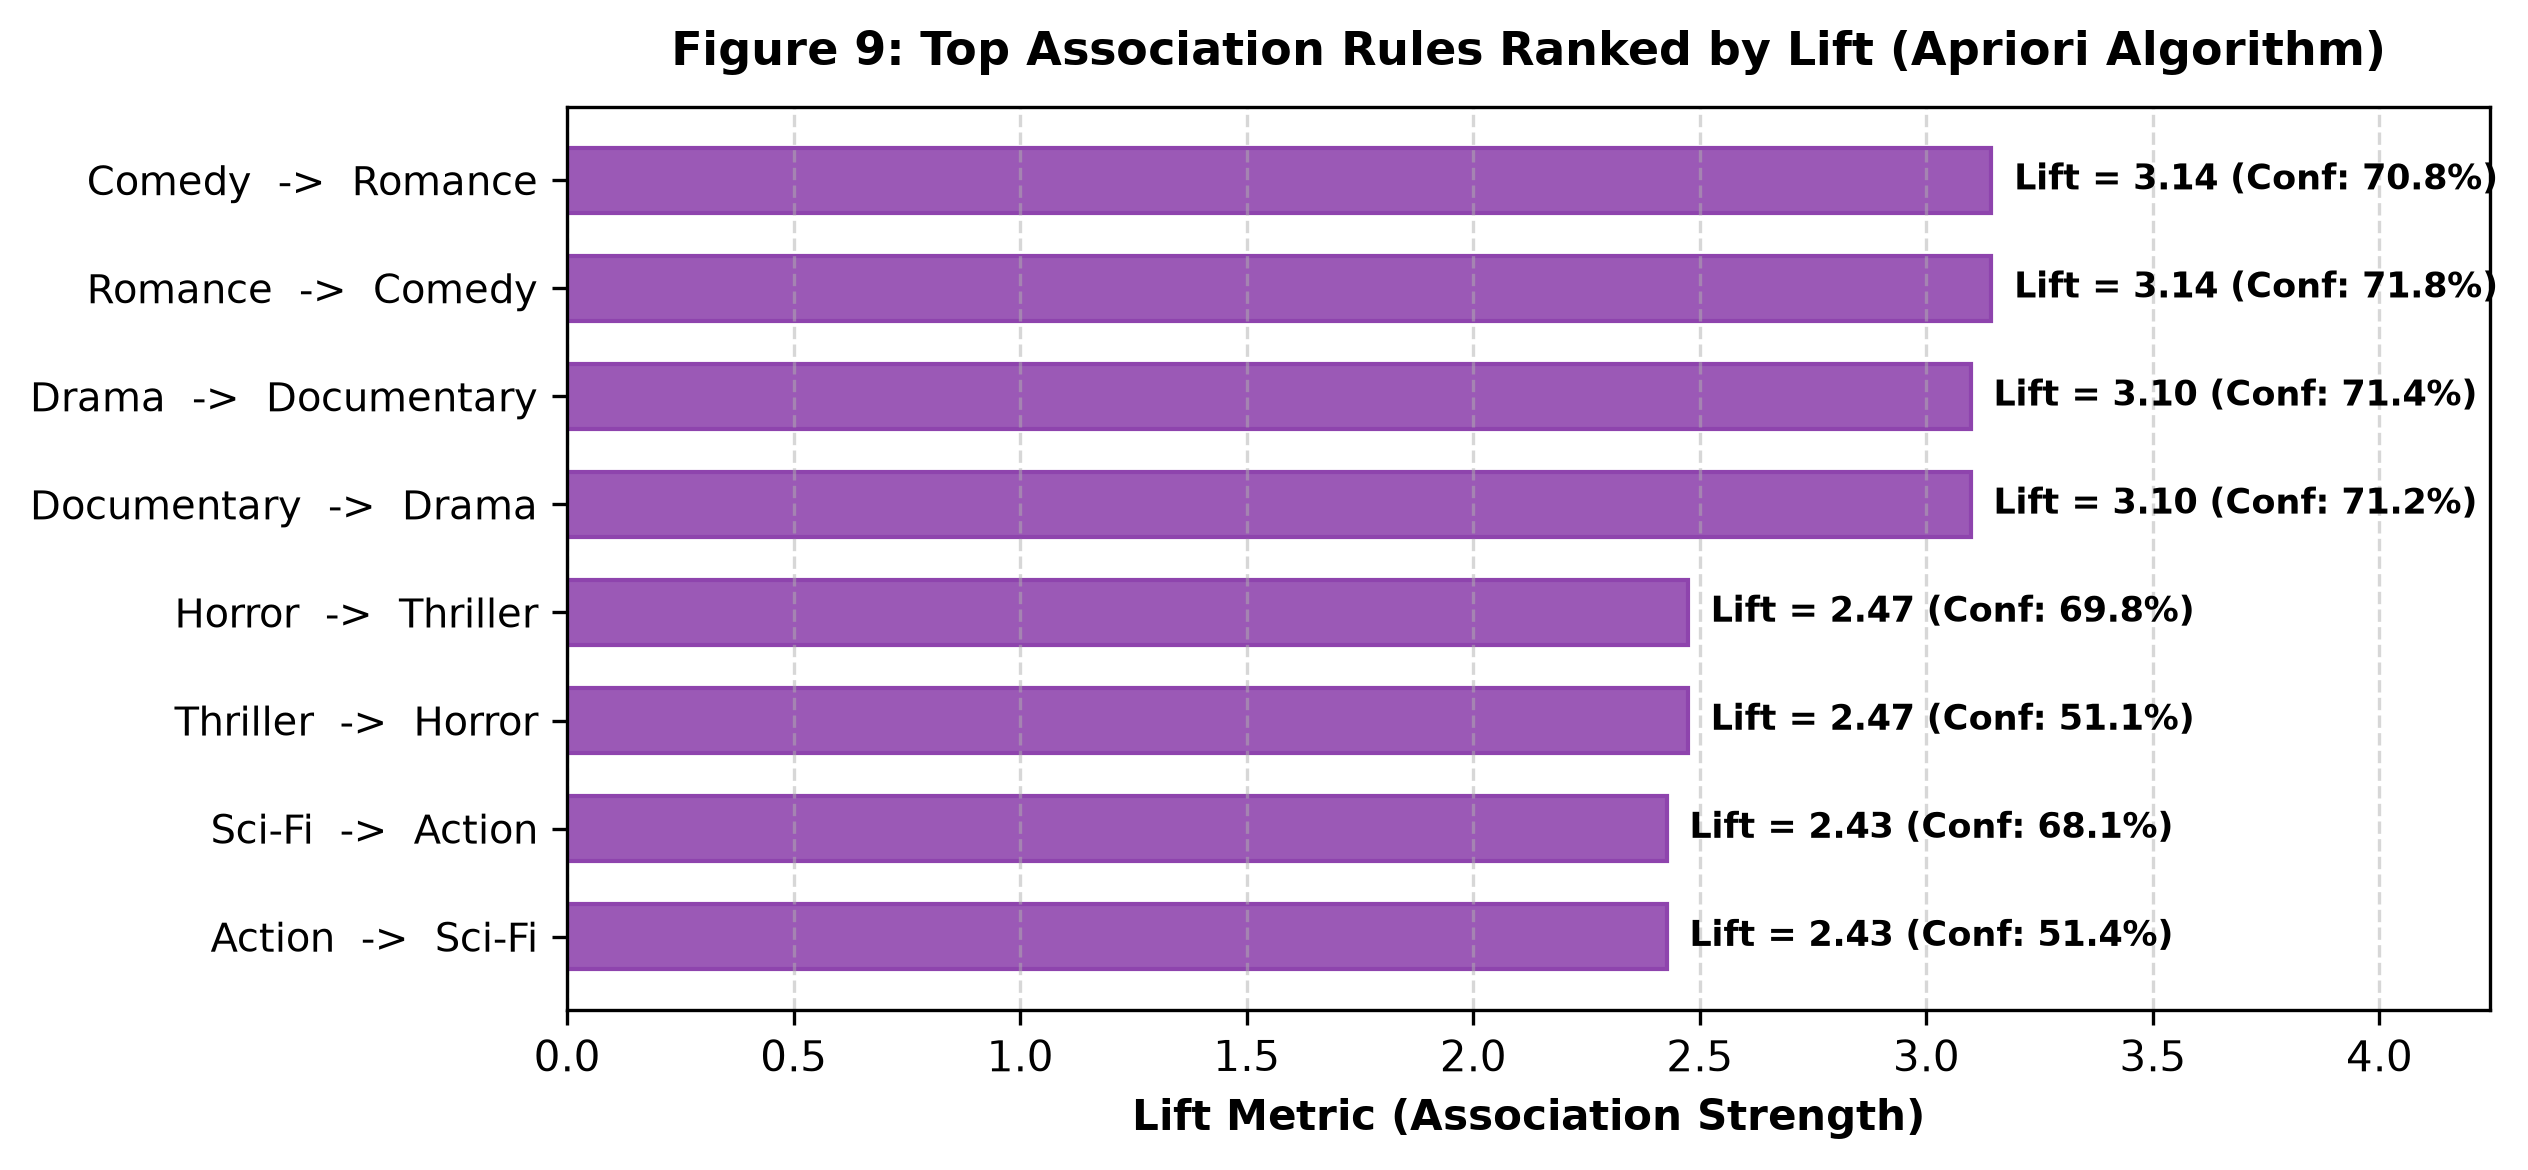 Figure 9: Top Association Rules Ranked by Lift (Apriori Algorithm)
Comedy -> Romance Lift = 3.14 (Conf: 70.8%)
Romance -> Comedy Lift = 3.14 (Conf: 71.8%)
Drama -> Documentary Lift = 3.10 (Conf: 71.4%)
Documentary -> Drama Lift = 3.10 (Conf: 71.2%)
Horror -> Thriller Lift = 2.47 (Conf: 69.8%)
Thriller -> Horror Lift = 2.47 (Conf: 51.1%)
Sci-Fi -> Action Lift = 2.43 (Conf: 68.1%)
Action -> Sci-Fi Lift = 2.43 (Conf: 51.4%)
0.0 0.5 1.0 1.5 2.0 2.5 3.0 3.5 4.0
Lift Metric (Association Strength)